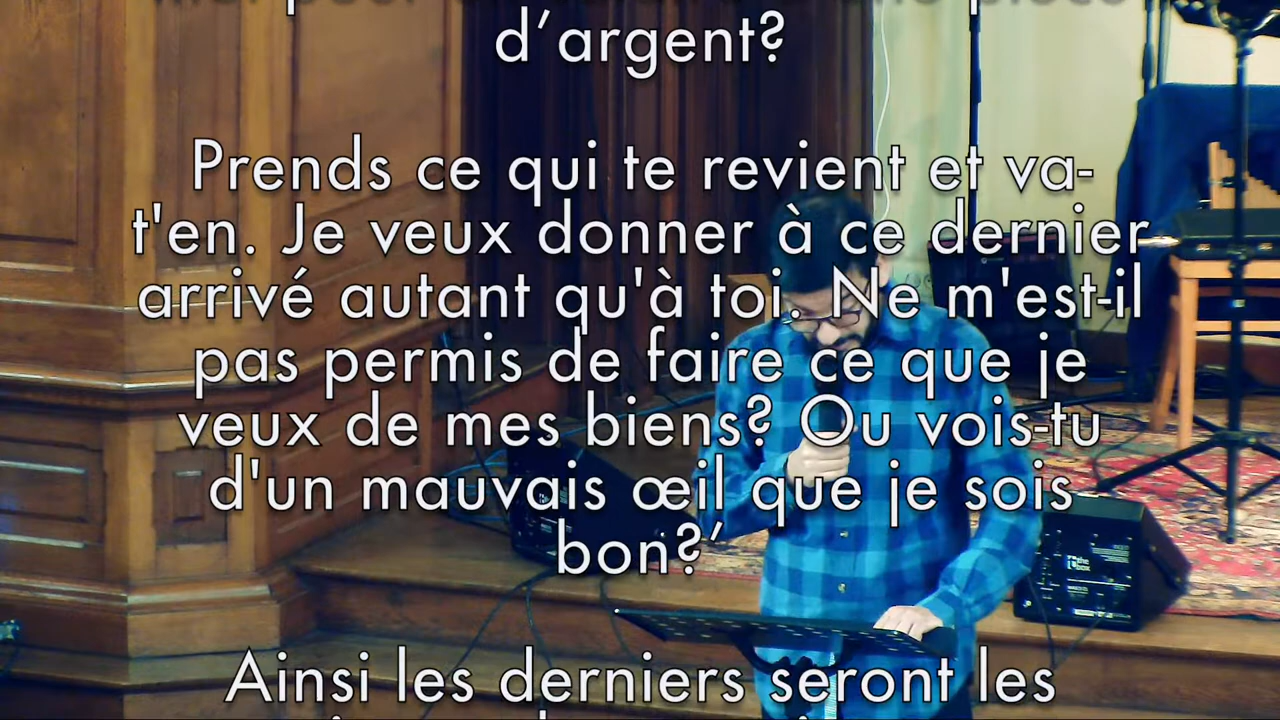 d’argent?
Prends ce qui te revient et va-
t'en. Je veux donner à ce dernier
arrivé autant qu'à toi. Ne m'est-il
pas permis de faire ce que je
veux de mes biens? Ou vois-tu
d'un mauvais œil que je sois
bon?’
Ainsi les derniers seront les
the box